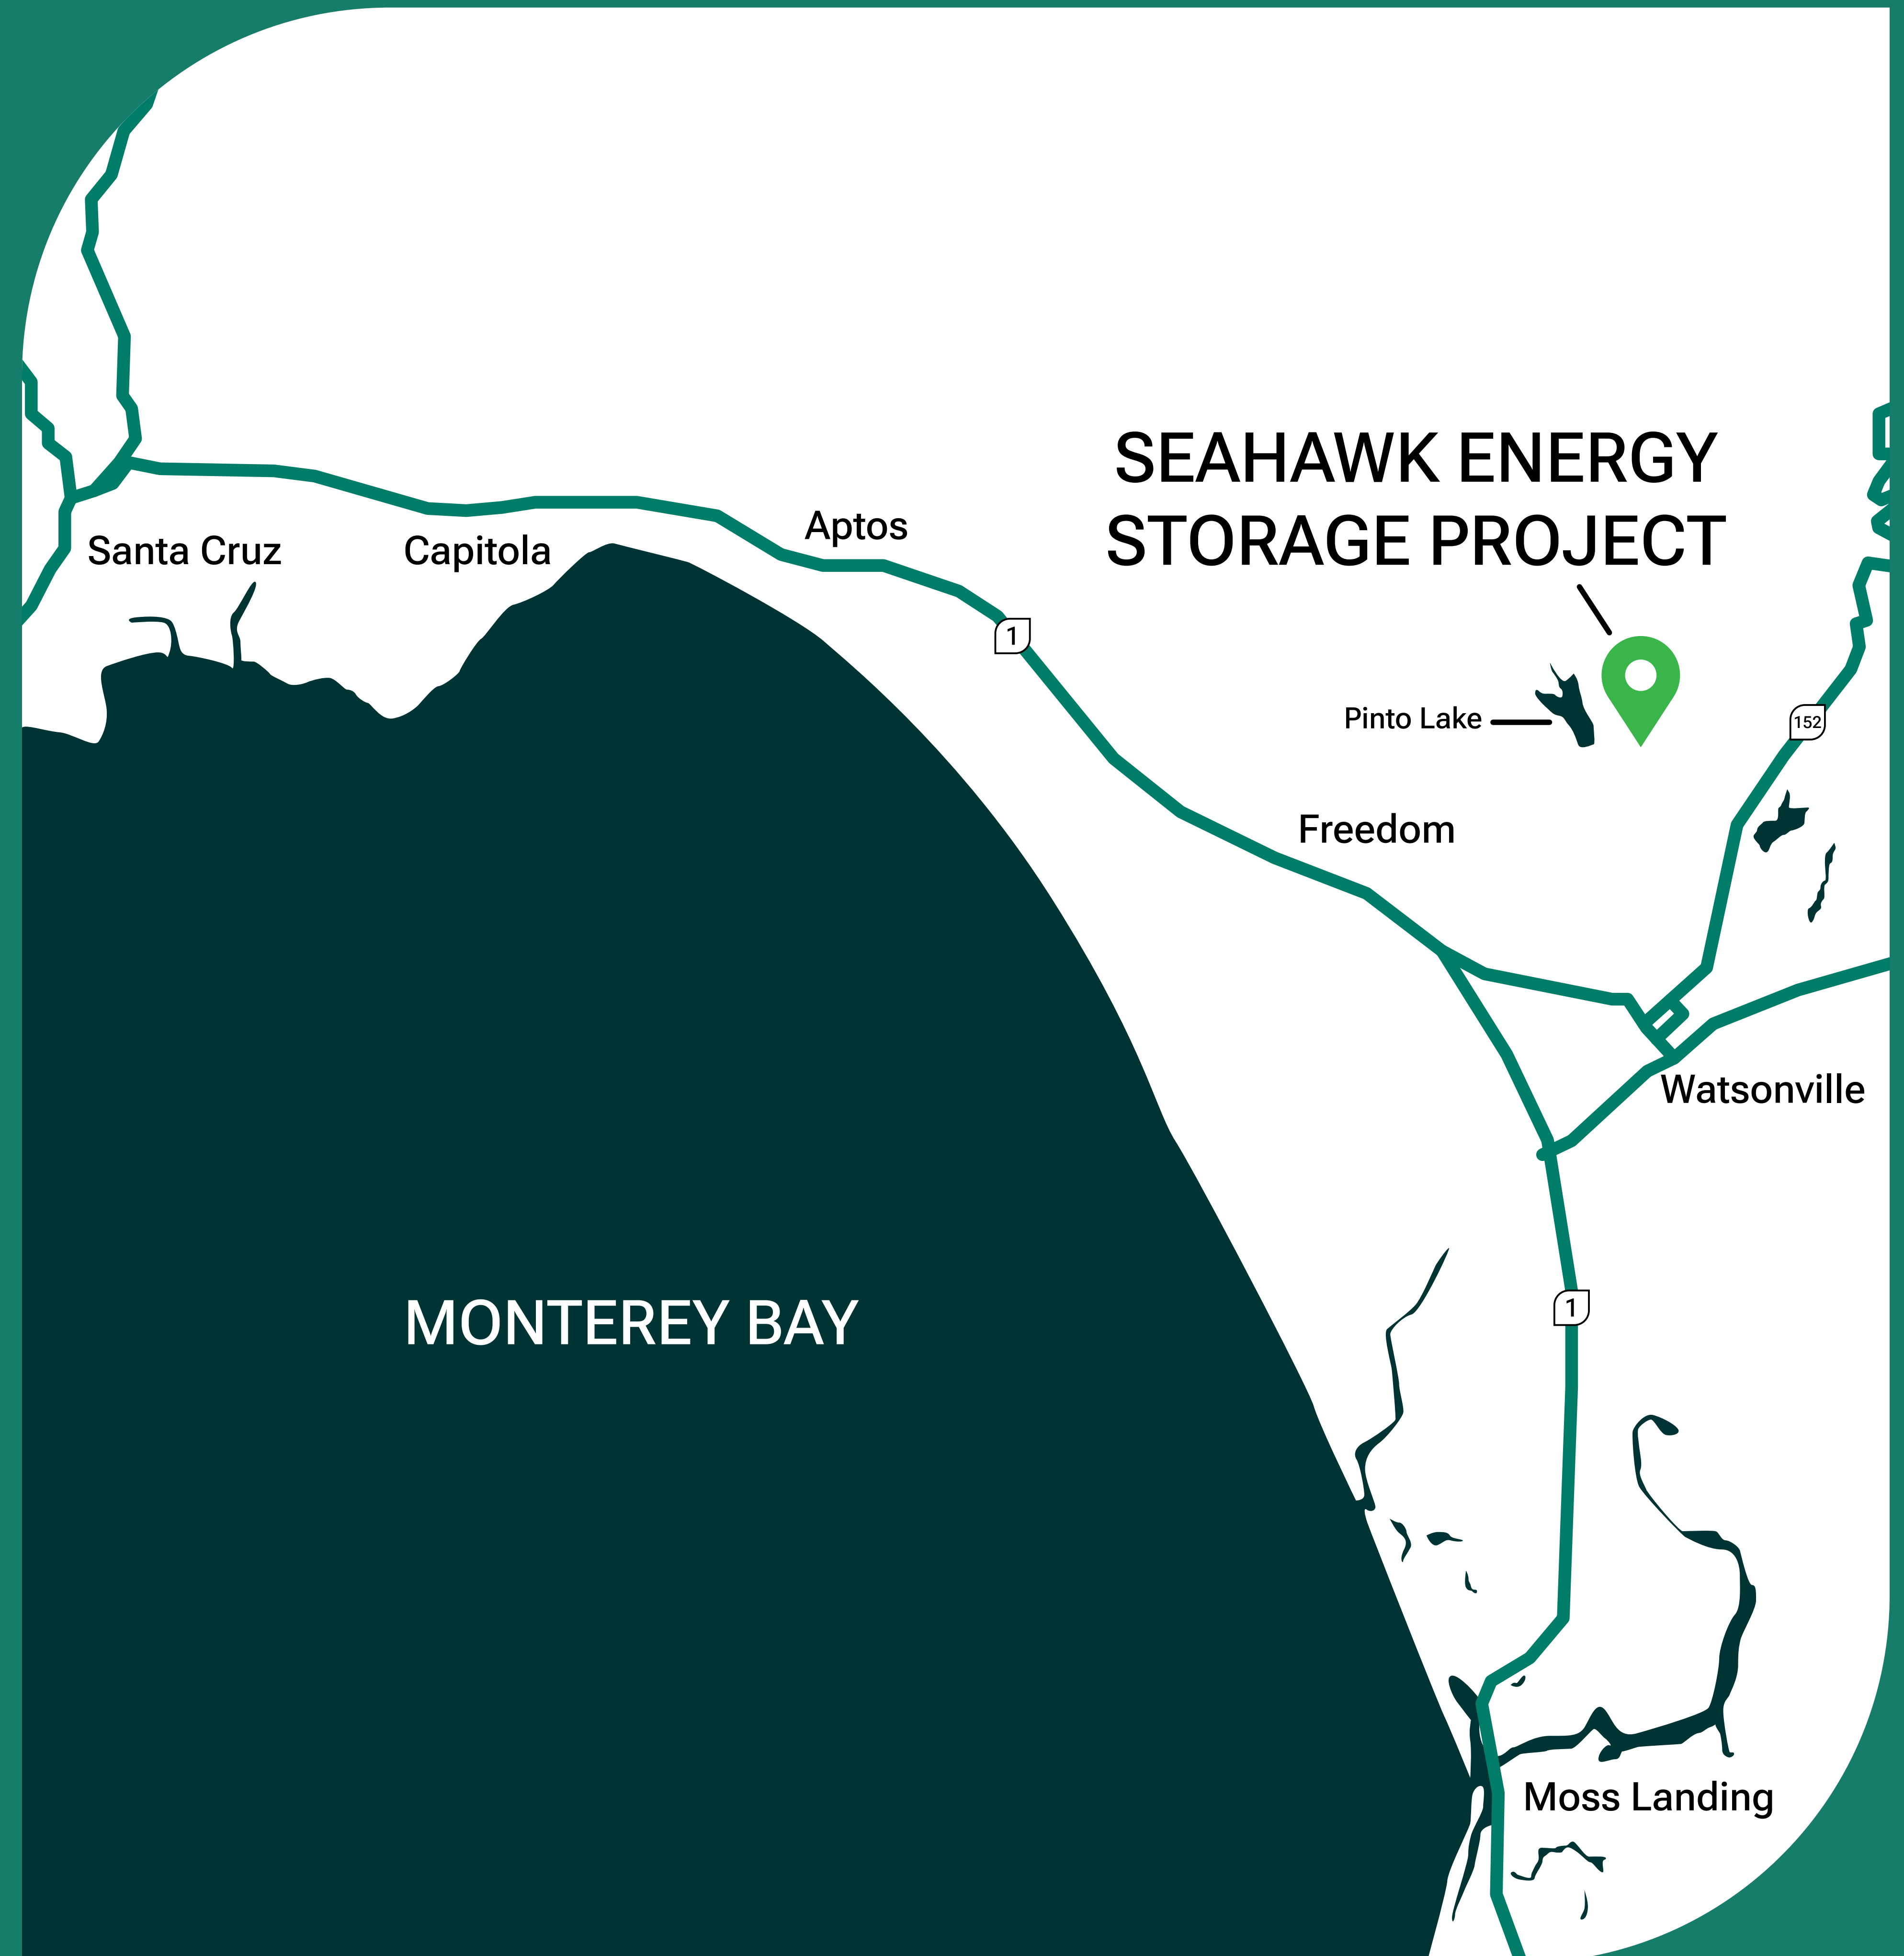 SEAHAWK ENERGY
STORAGE PROJECT
Aptos
Santa Cruz
Capitola
1
Pinto Lake
152
Freedom
Watsonville
MONTEREY BAY
1
Moss Landing